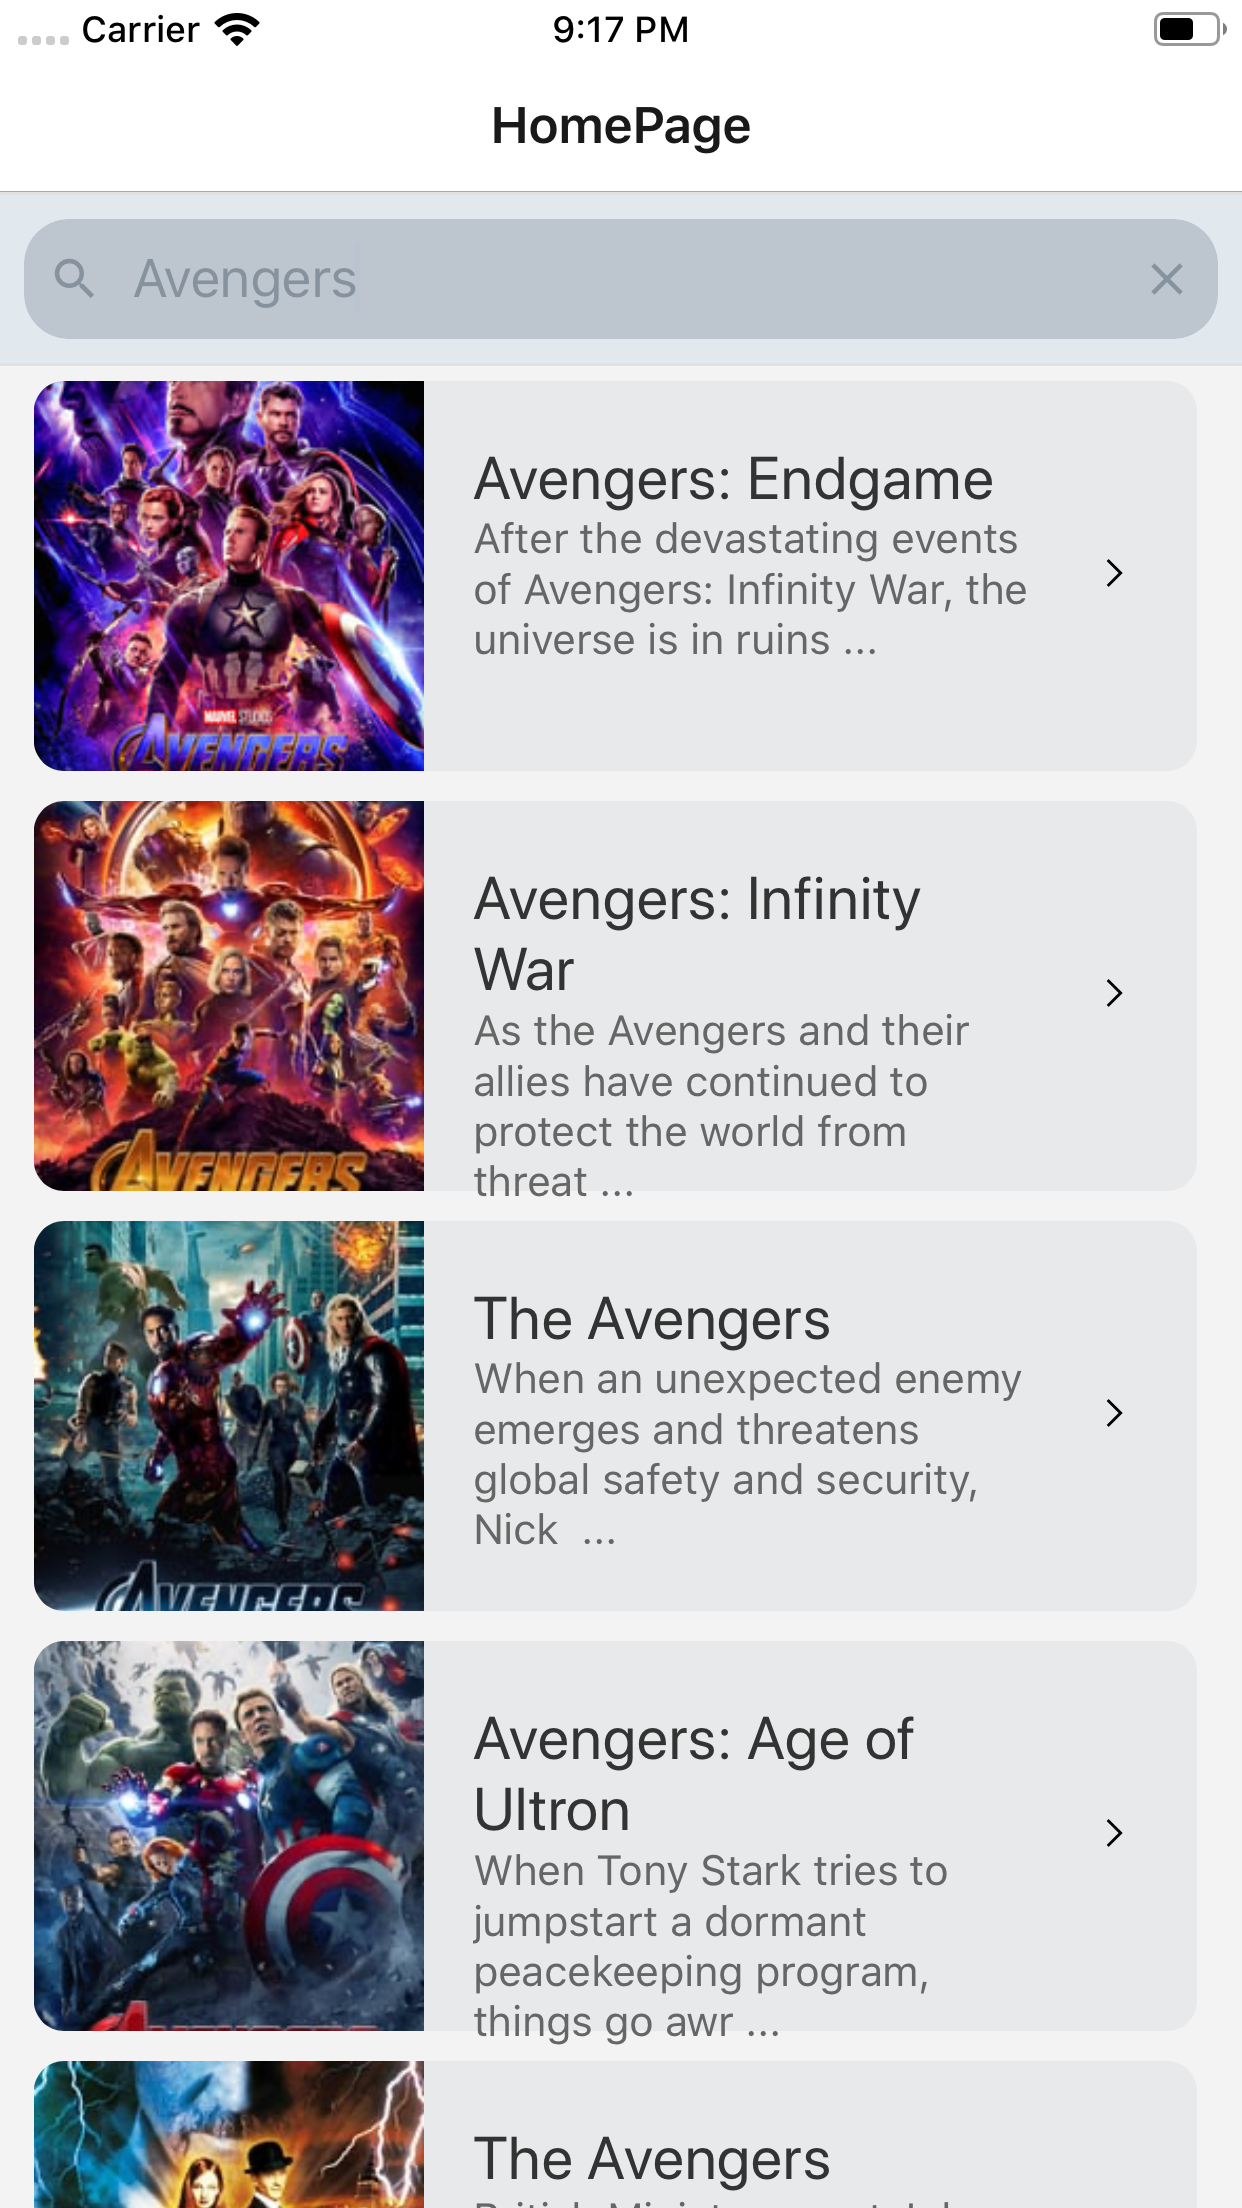 Carrier
9:17 PM
HomePage
Avengers
MARVEL STUDIOS
AVENGERS
Avengers: Endgame
After the devastating events
of Avengers: Infinity War, the
universe is in ruins ...
AVENGERS
Avengers: Infinity
War
As the Avengers and their
allies have continued to
protect the world from
threat ...
AVENGERS
The Avengers
When an unexpected enemy
emerges and threatens
global safety and security,
Nick  ...
Avengers: Age of
Ultron
When Tony Stark tries to
jumpstart a dormant
peacekeeping program,
things go awr ...
The Avengers